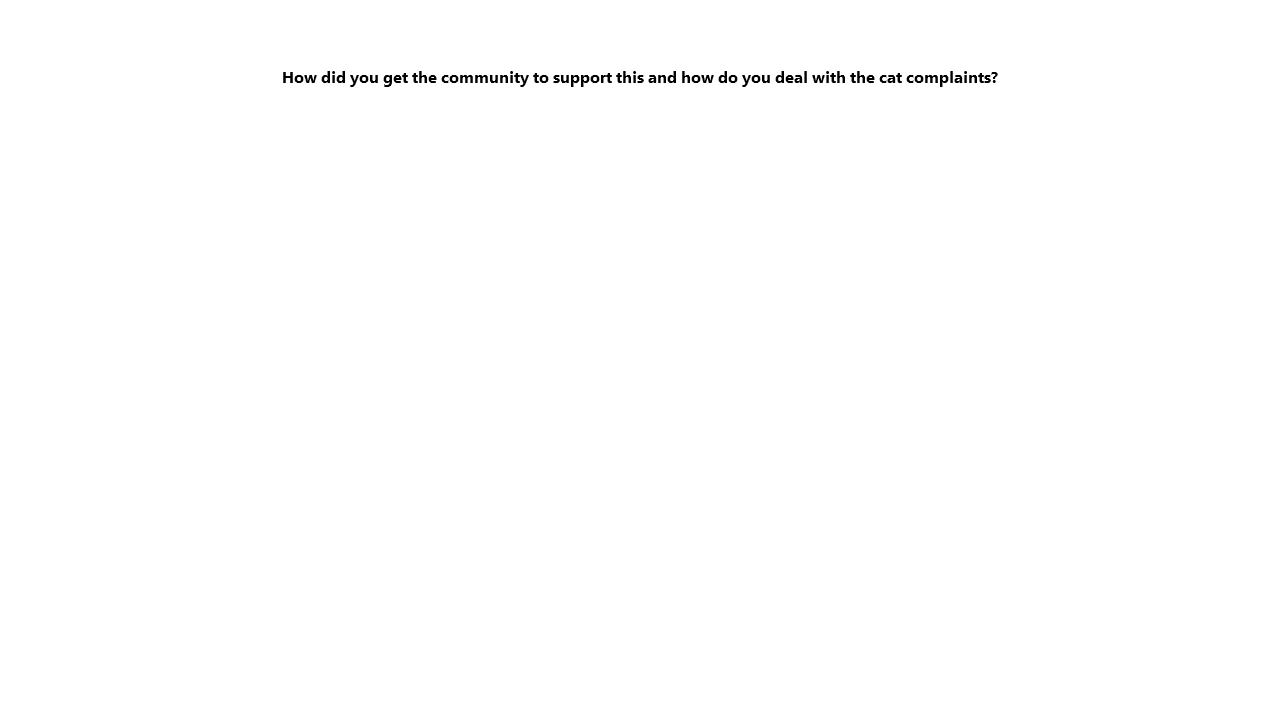 How did you get the community to support this and how do you deal with the cat complaints?